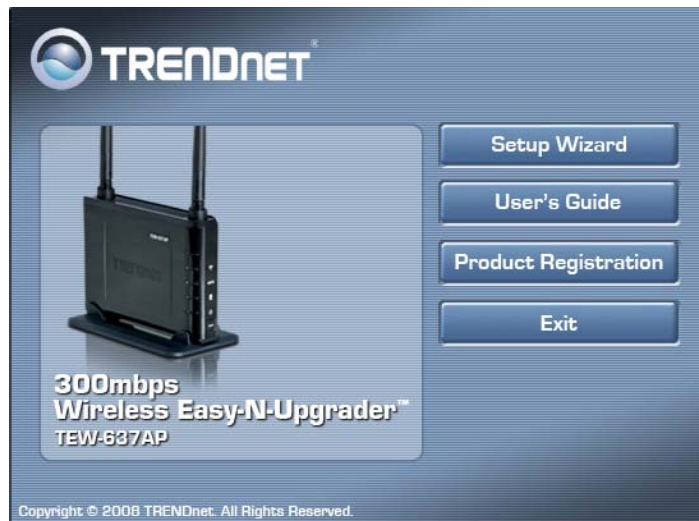 TRENDNET®
Setup Wizard
User's Guide
Product Registration
Exit
TRENDNET
300mbps
Wireless Easy-N-Upgrader™
TEW-637AP
Copyright © 2008 TRENDnet. All Rights Reserved.